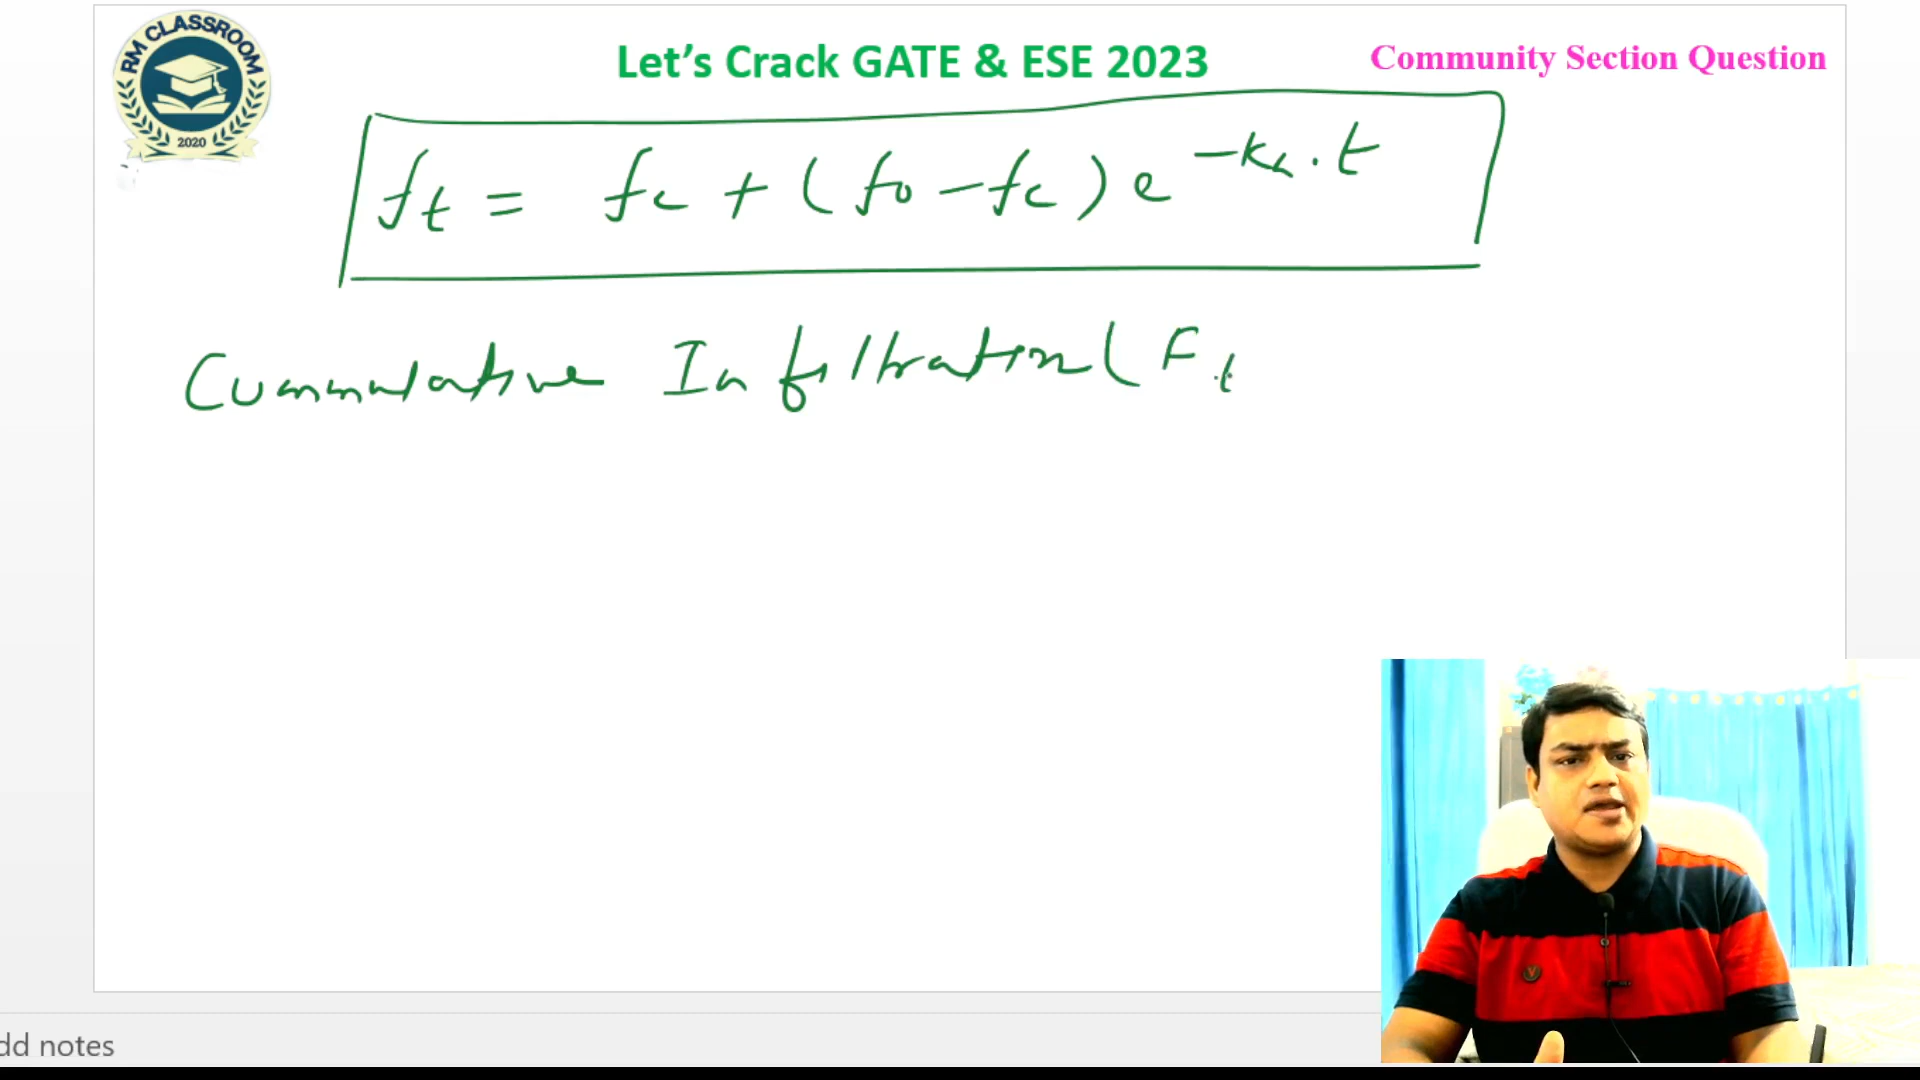 RM CLASSROOM
2020
Let's Crack GATE & ESE 2023
Community Section Question
ft = fc + (fo - fc) e^-Kh.t
Cummulative Infiltration (Ft
dd notes